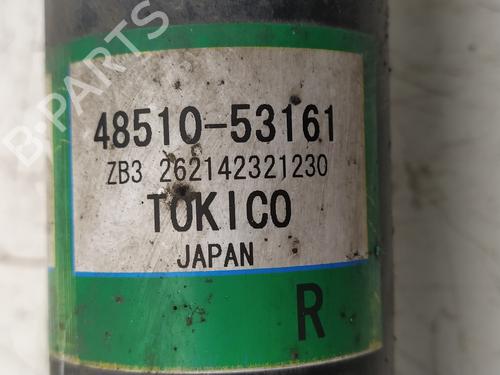 B-PARTS
48510-53161
ZB3 262142321230
TOKICO
JAPAN
R